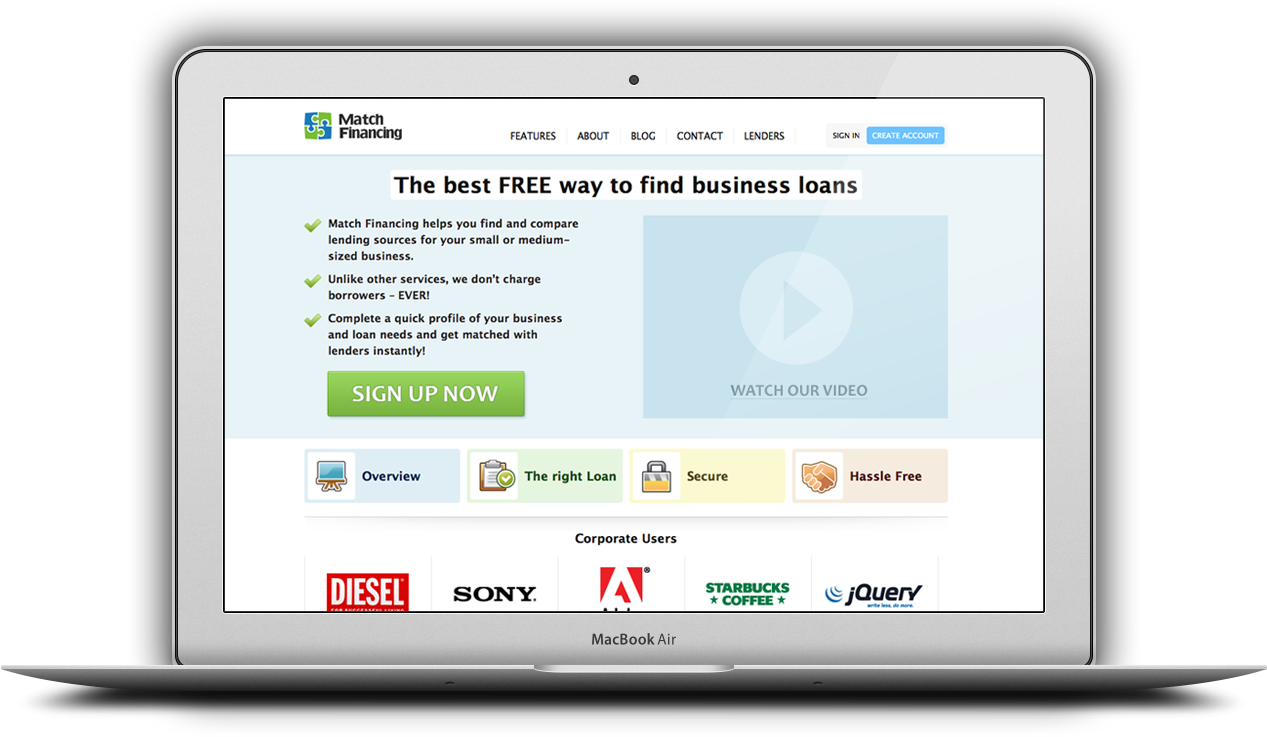 Match
Financing
FEATURES ABOUT BLOG CONTACT LENDERS SIGN IN CREATE ACCOUNT
The best FREE way to find business loans
Match Financing helps you find and compare
lending sources for your small or medium-
sized business.
Unlike other services, we don't charge
borrowers – EVER!
Complete a quick profile of your business
and loan needs and get matched with
lenders instantly!
SIGN UP NOW
WATCH OUR VIDEO
Overview The right Loan Secure Hassle Free
Corporate Users
DIESEL® SONY. ® STARBUCKS jQuery
COFFEE write less, do more.
MacBook Air